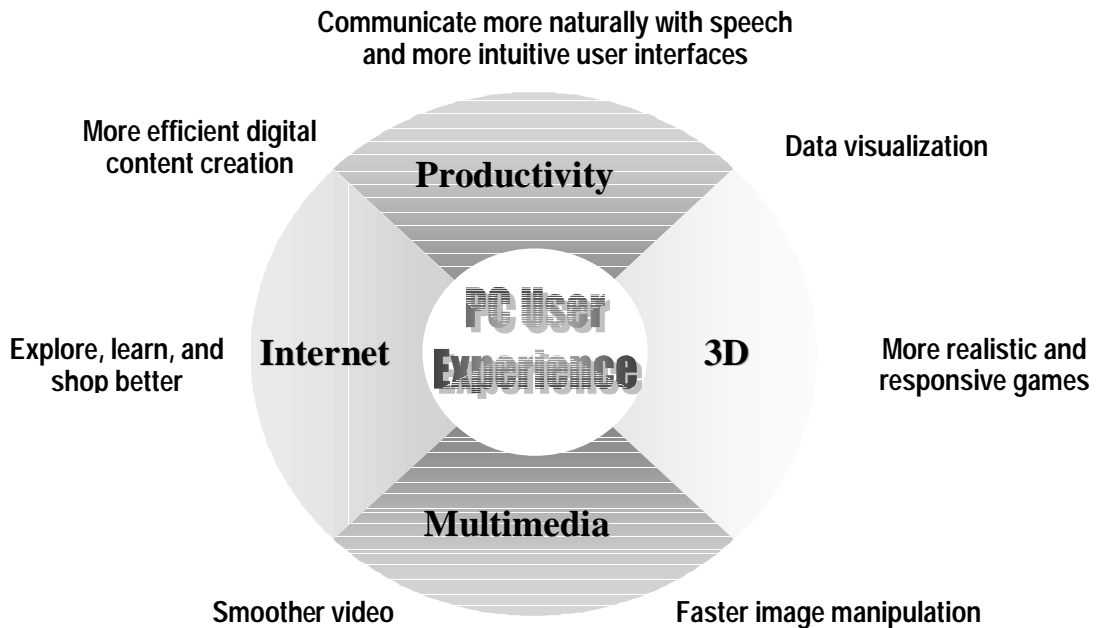 Communicate more naturally with speech
and more intuitive user interfaces
More efficient digital
content creation
Productivity
Data visualization
PC User
Experience
Explore, learn, and
shop better
Internet
3D
More realistic and
responsive games
Multimedia
Smoother video
Faster image manipulation